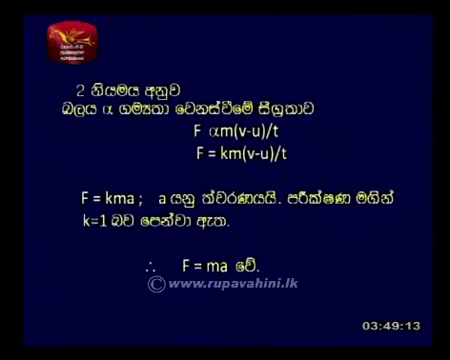 2 නියමය අනුව
බලය α ගම්‍යතා වෙනස්වීමේ සීග්‍රතාව
F αm(v-u)/t
F = km(v-u)/t
F = kma ; a යනු ත්වරණයයි. පරීක්ෂණ මගින්
k=1 බව පෙන්වා ඇත.
∴ F = ma වේ.
© www.rupavahini.lk
03:49:13